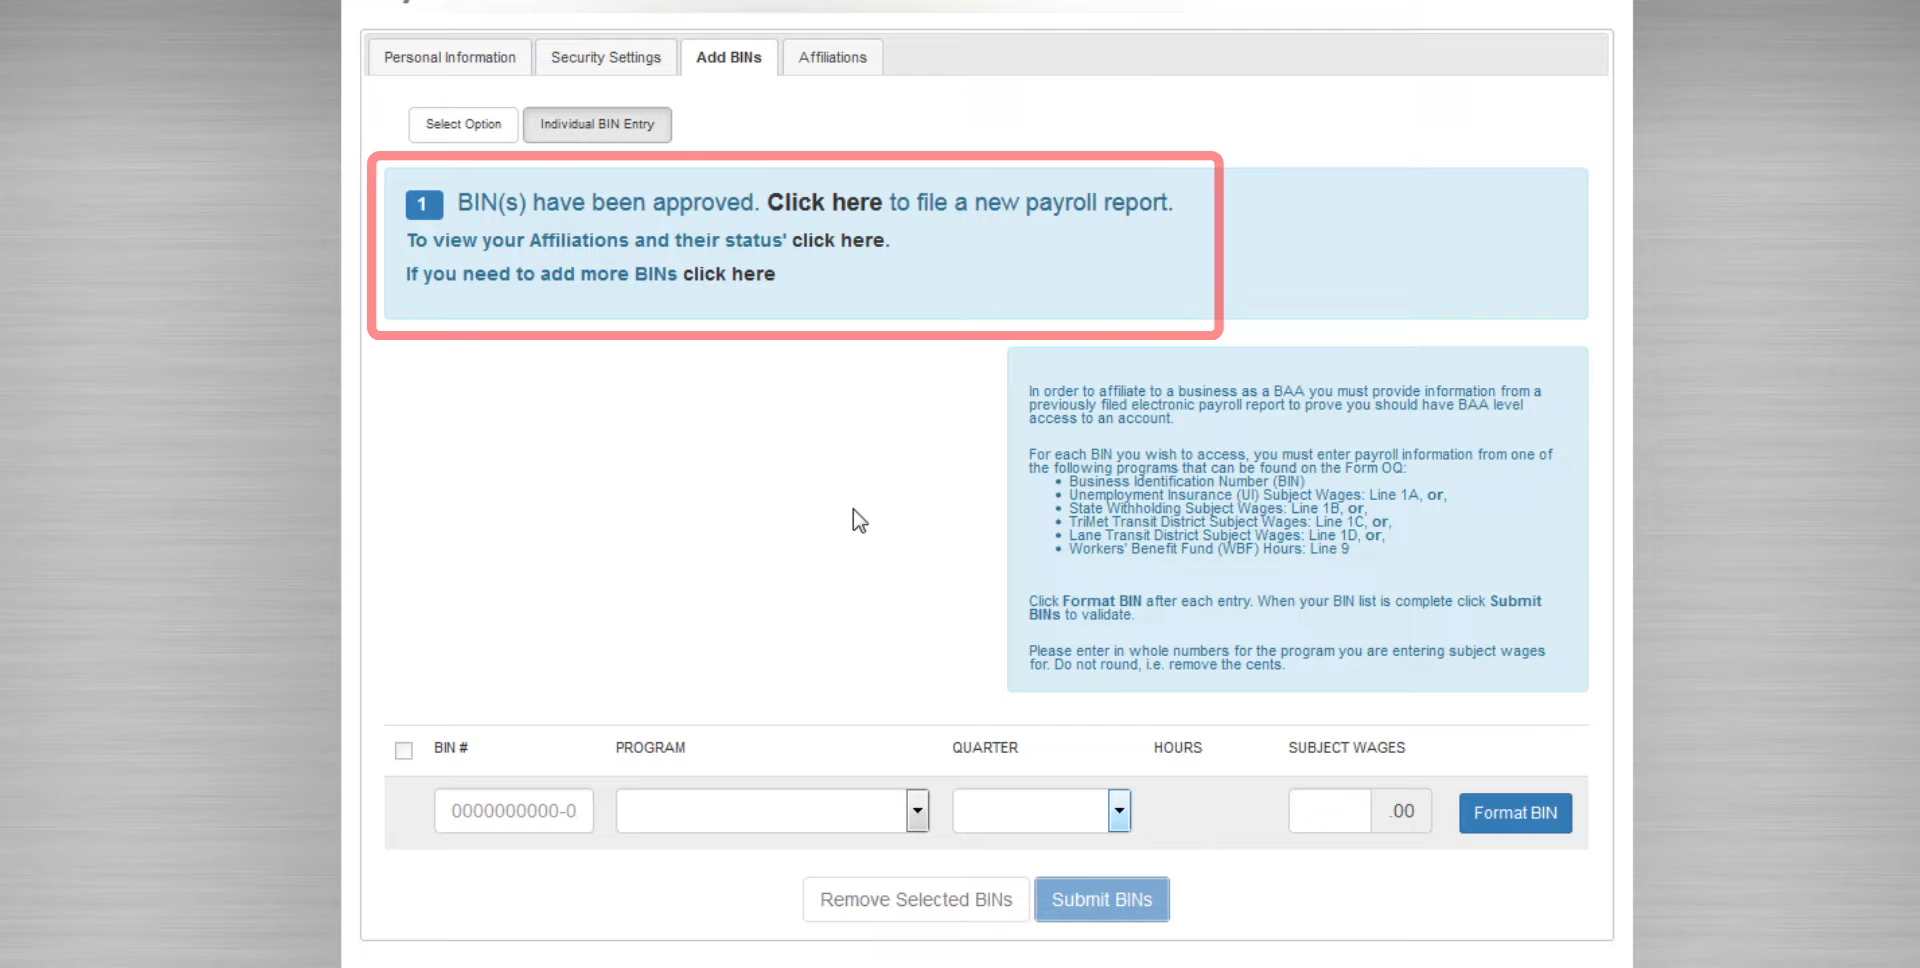 Personal Information
Security Settings
Add BINs
Affiliations
Select Option
Individual BIN Entry
1 BIN(s) have been approved. Click here to file a new payroll report.
To view your Affiliations and their status' click here.
If you need to add more BINs click here
In order to affiliate to a business as a BAA you must provide information from a
previously filed electronic payroll report to prove you should have BAA level
access to an account.
For each BIN you wish to access, you must enter payroll information from one of
the following programs that can be found on the Form OQ:
• Business Identification Number (BIN)
• Unemployment Insurance (UI) Subject Wages: Line 1A, or,
• State Withholding Subject Wages: Line 1B, or,
• TriMet Transit District Subject Wages: Line 1C, or,
• Lane Transit District Subject Wages: Line 1D, or,
• Workers' Benefit Fund (WBF) Hours: Line 9
Click Format BIN after each entry. When your BIN list is complete click Submit
BINs to validate.
Please enter in whole numbers for the program you are entering subject wages
for. Do not round, i.e. remove the cents.
BIN # PROGRAM QUARTER HOURS SUBJECT WAGES
0000000000-0 .00 Format BIN
Remove Selected BINs Submit BINs